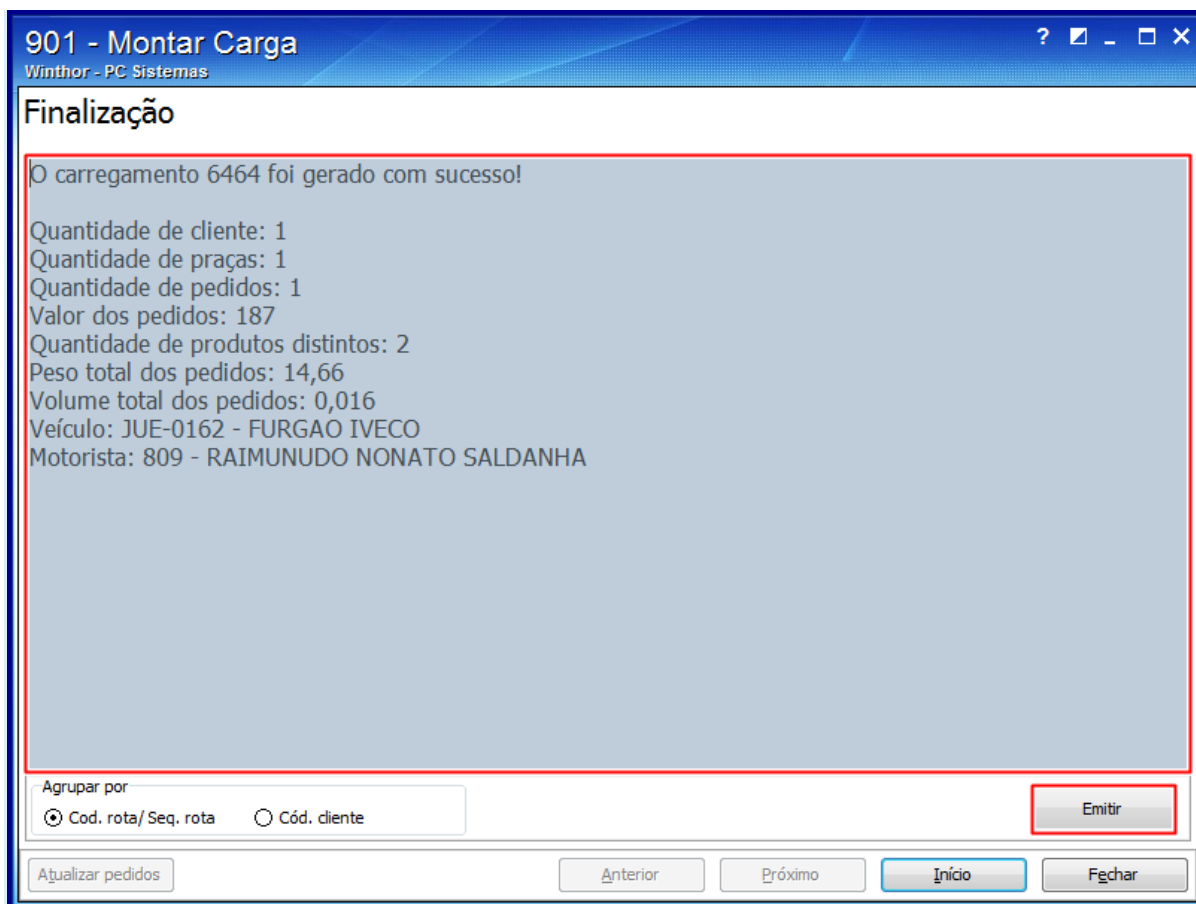 901 - Montar Carga
Winthor - PC Sistemas
?
Finalização
O carregamento 6464 foi gerado com sucesso!
Quantidade de cliente: 1
Quantidade de praças: 1
Quantidade de pedidos: 1
Valor dos pedidos: 187
Quantidade de produtos distintos: 2
Peso total dos pedidos: 14,66
Volume total dos pedidos: 0,016
Veículo: JUE-0162 - FURGAO IVECO
Motorista: 809 - RAIMUNUDO NONATO SALDANHA
Agrupar por
Cod. rota/ Seq. rota Cód. cliente
Emitir
Atualizar pedidos Anterior Próximo Início Fechar